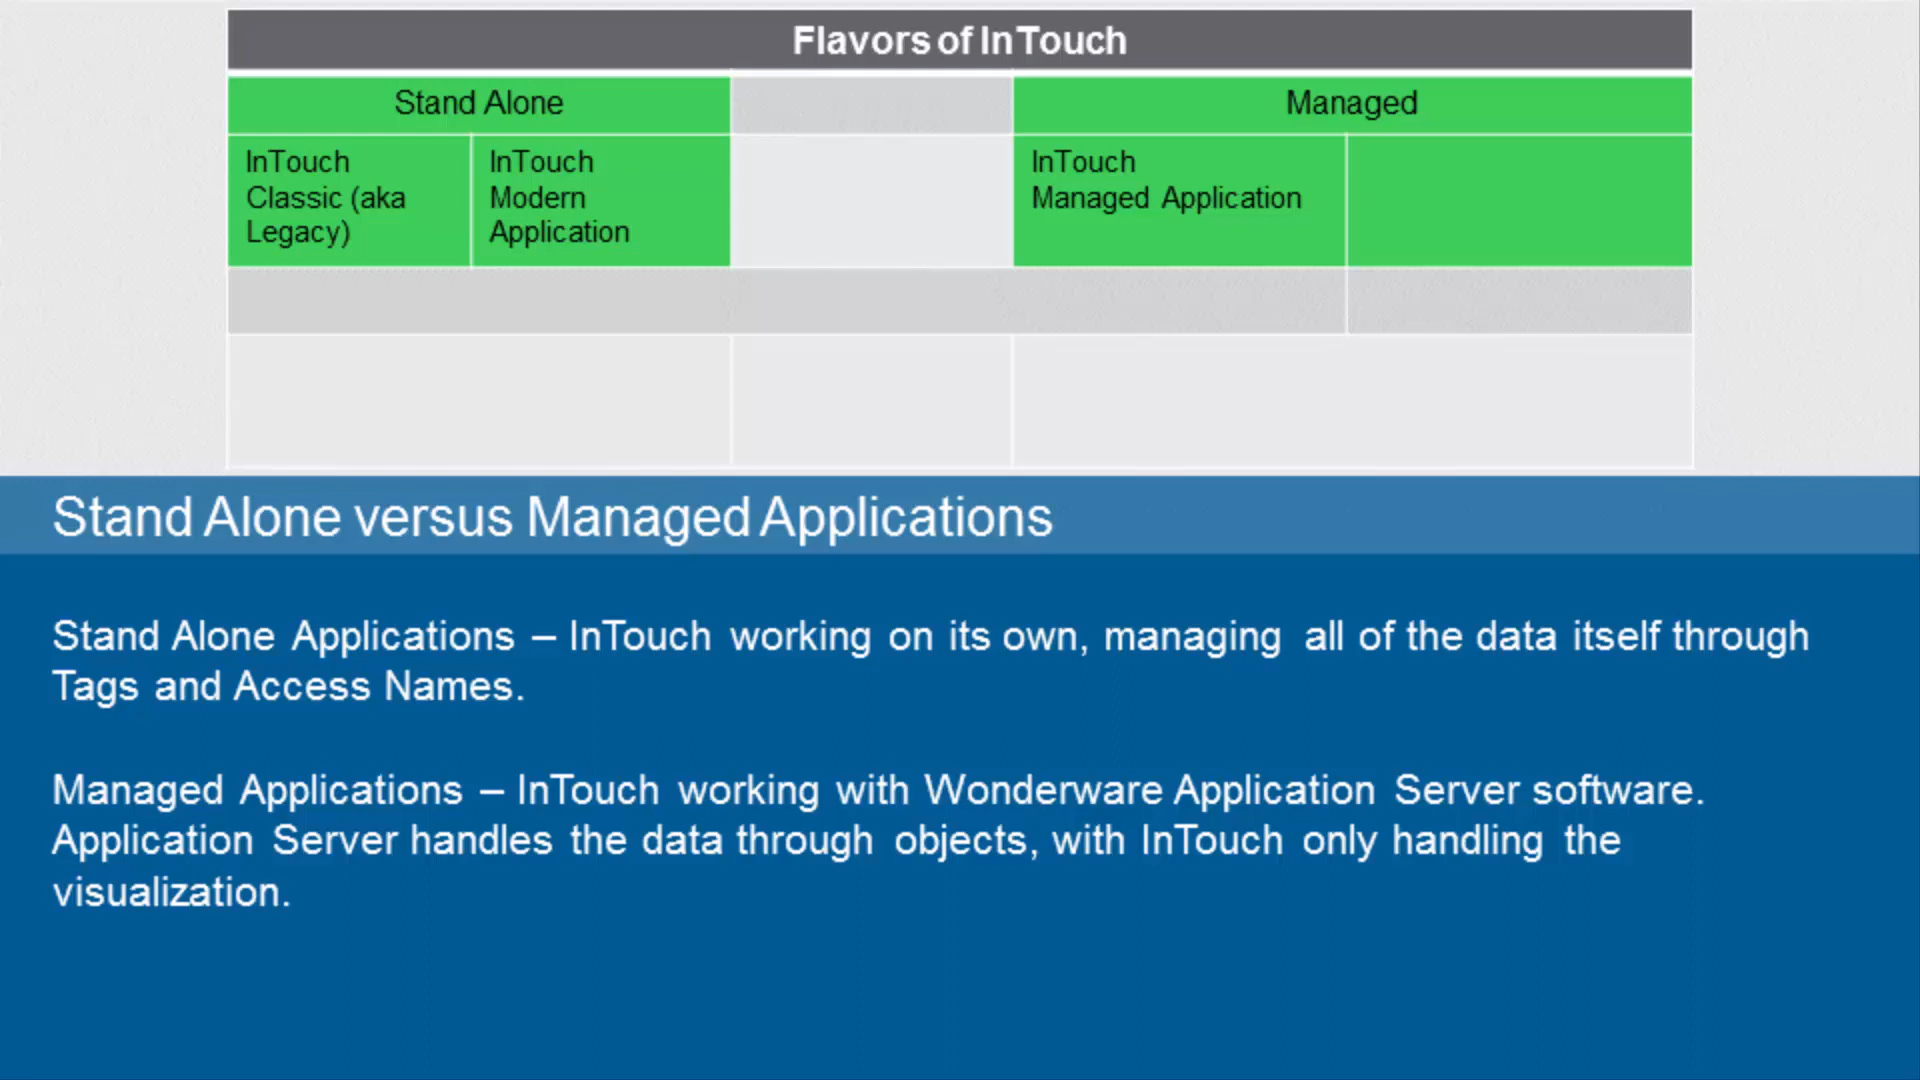 Flavors of InTouch
Stand Alone
Managed
InTouch
Classic (aka
Legacy)
InTouch
Modern
Application
InTouch
Managed Application
Stand Alone versus Managed Applications
Stand Alone Applications – InTouch working on its own, managing all of the data itself through
Tags and Access Names.
Managed Applications – InTouch working with Wonderware Application Server software.
Application Server handles the data through objects, with InTouch only handling the
visualization.